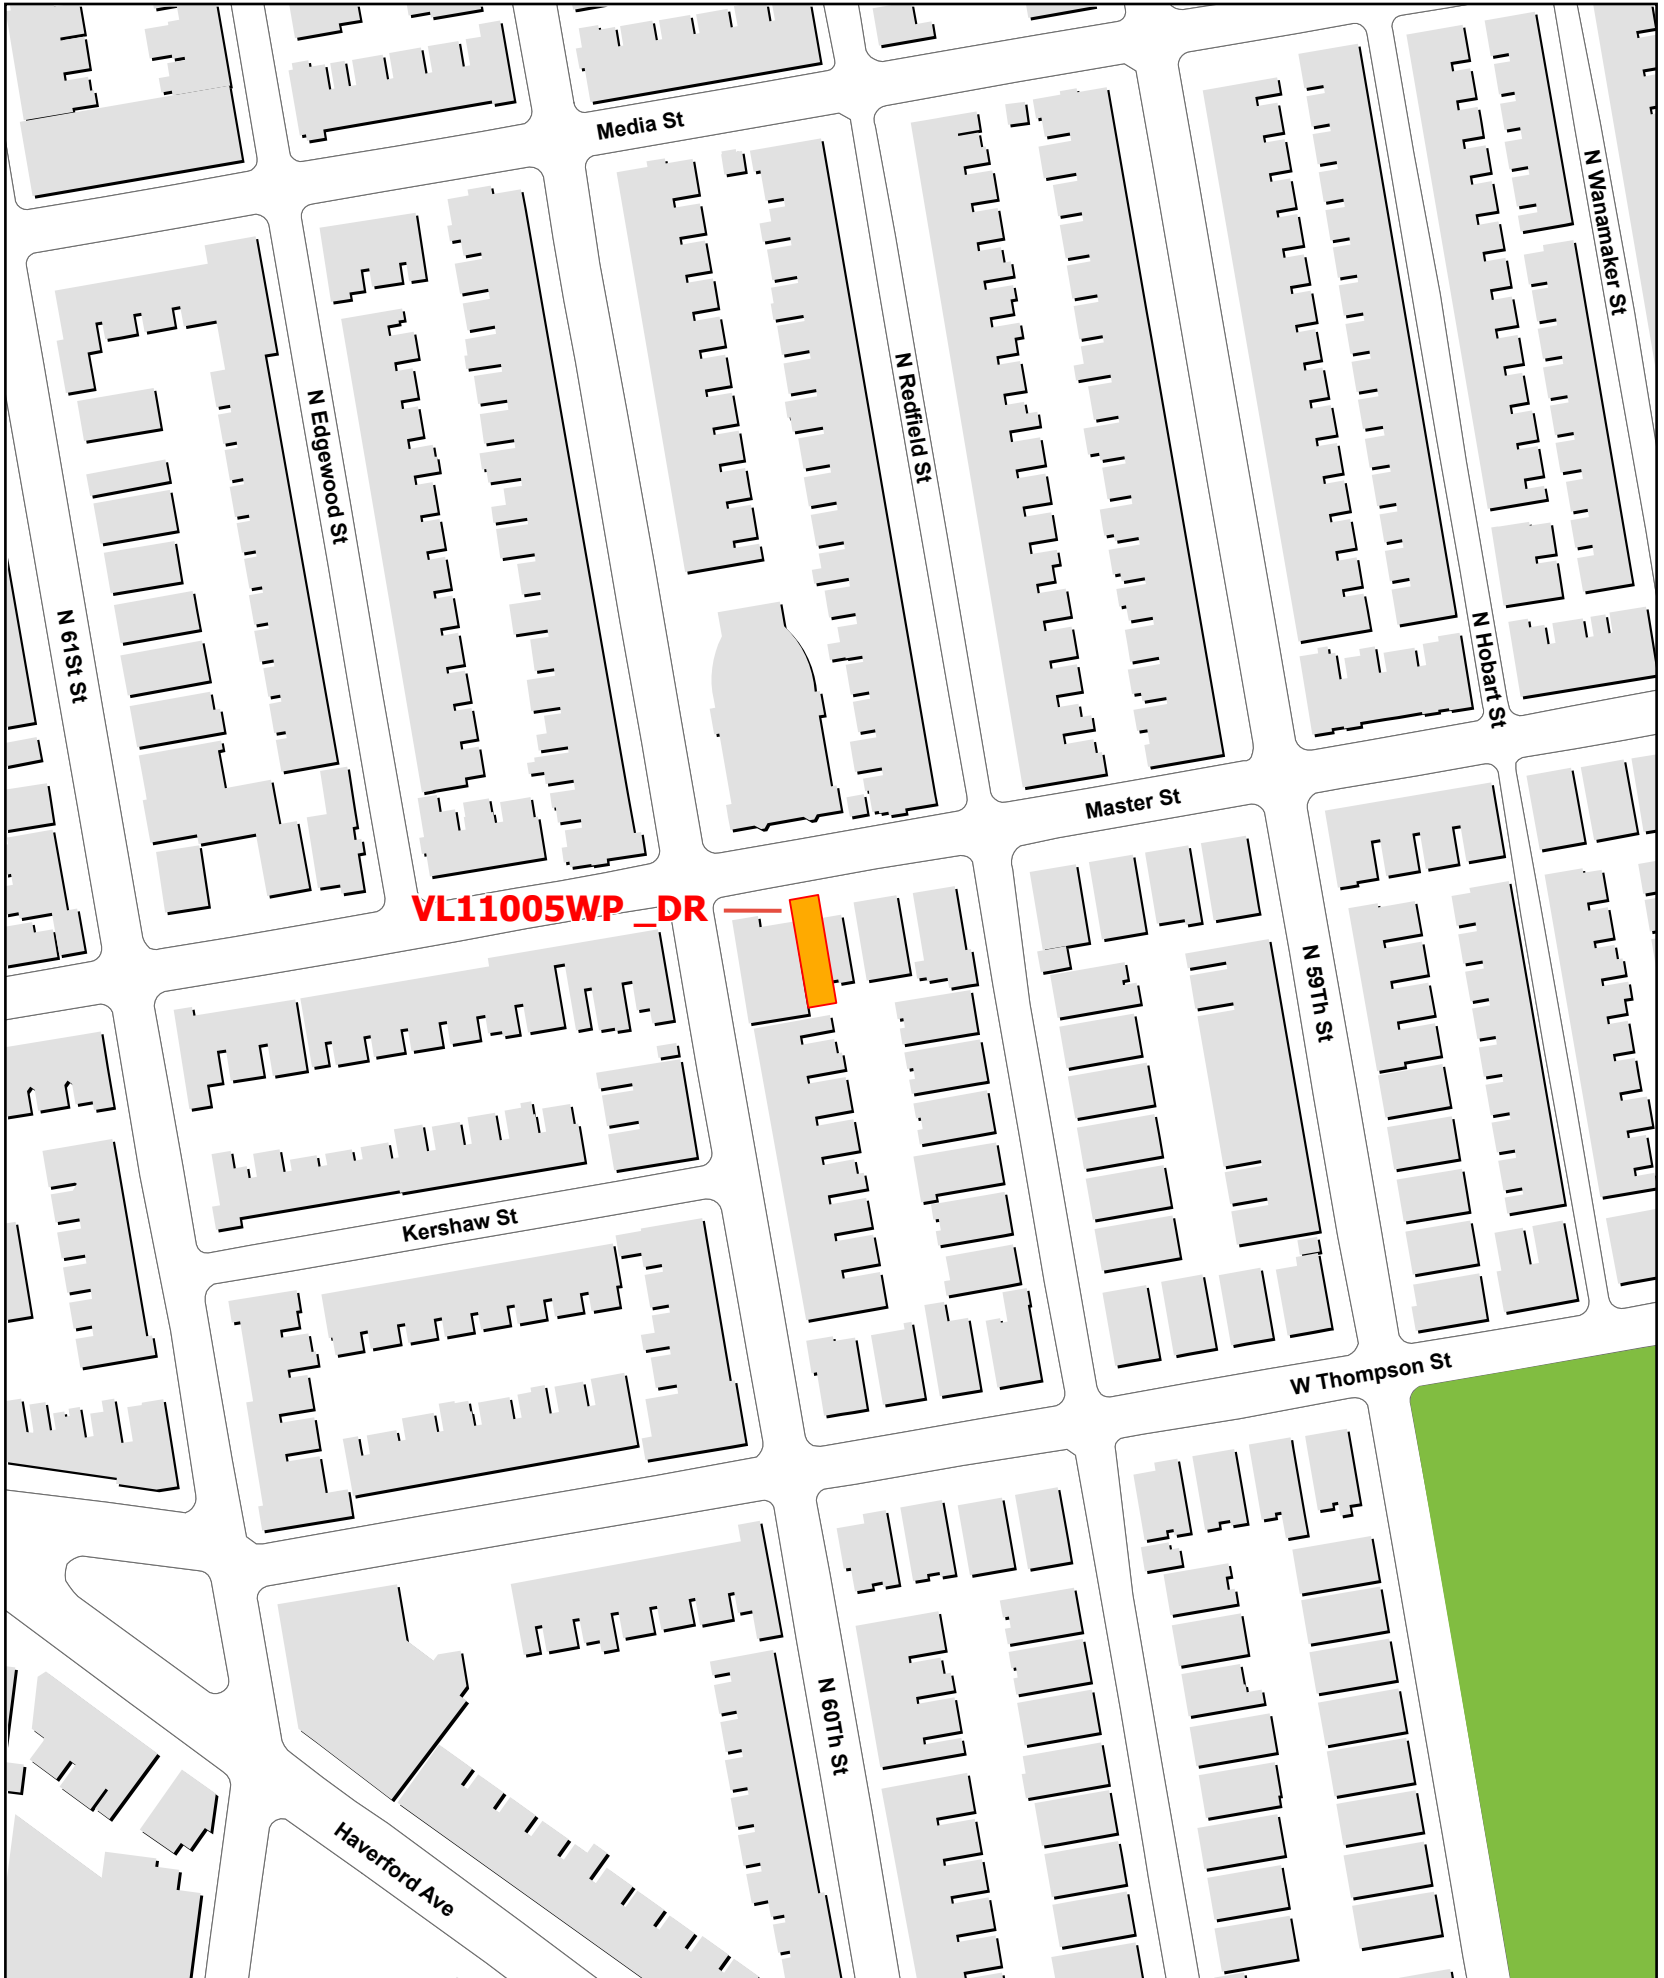 Media St
N Wanamaker St
N Redfield St
N Edgewood St
N 61St St
N Hobart St
Master St
VL11005WP _DR
N 59Th St
Kershaw St
W Thompson St
N 60Th St
Haverford Ave